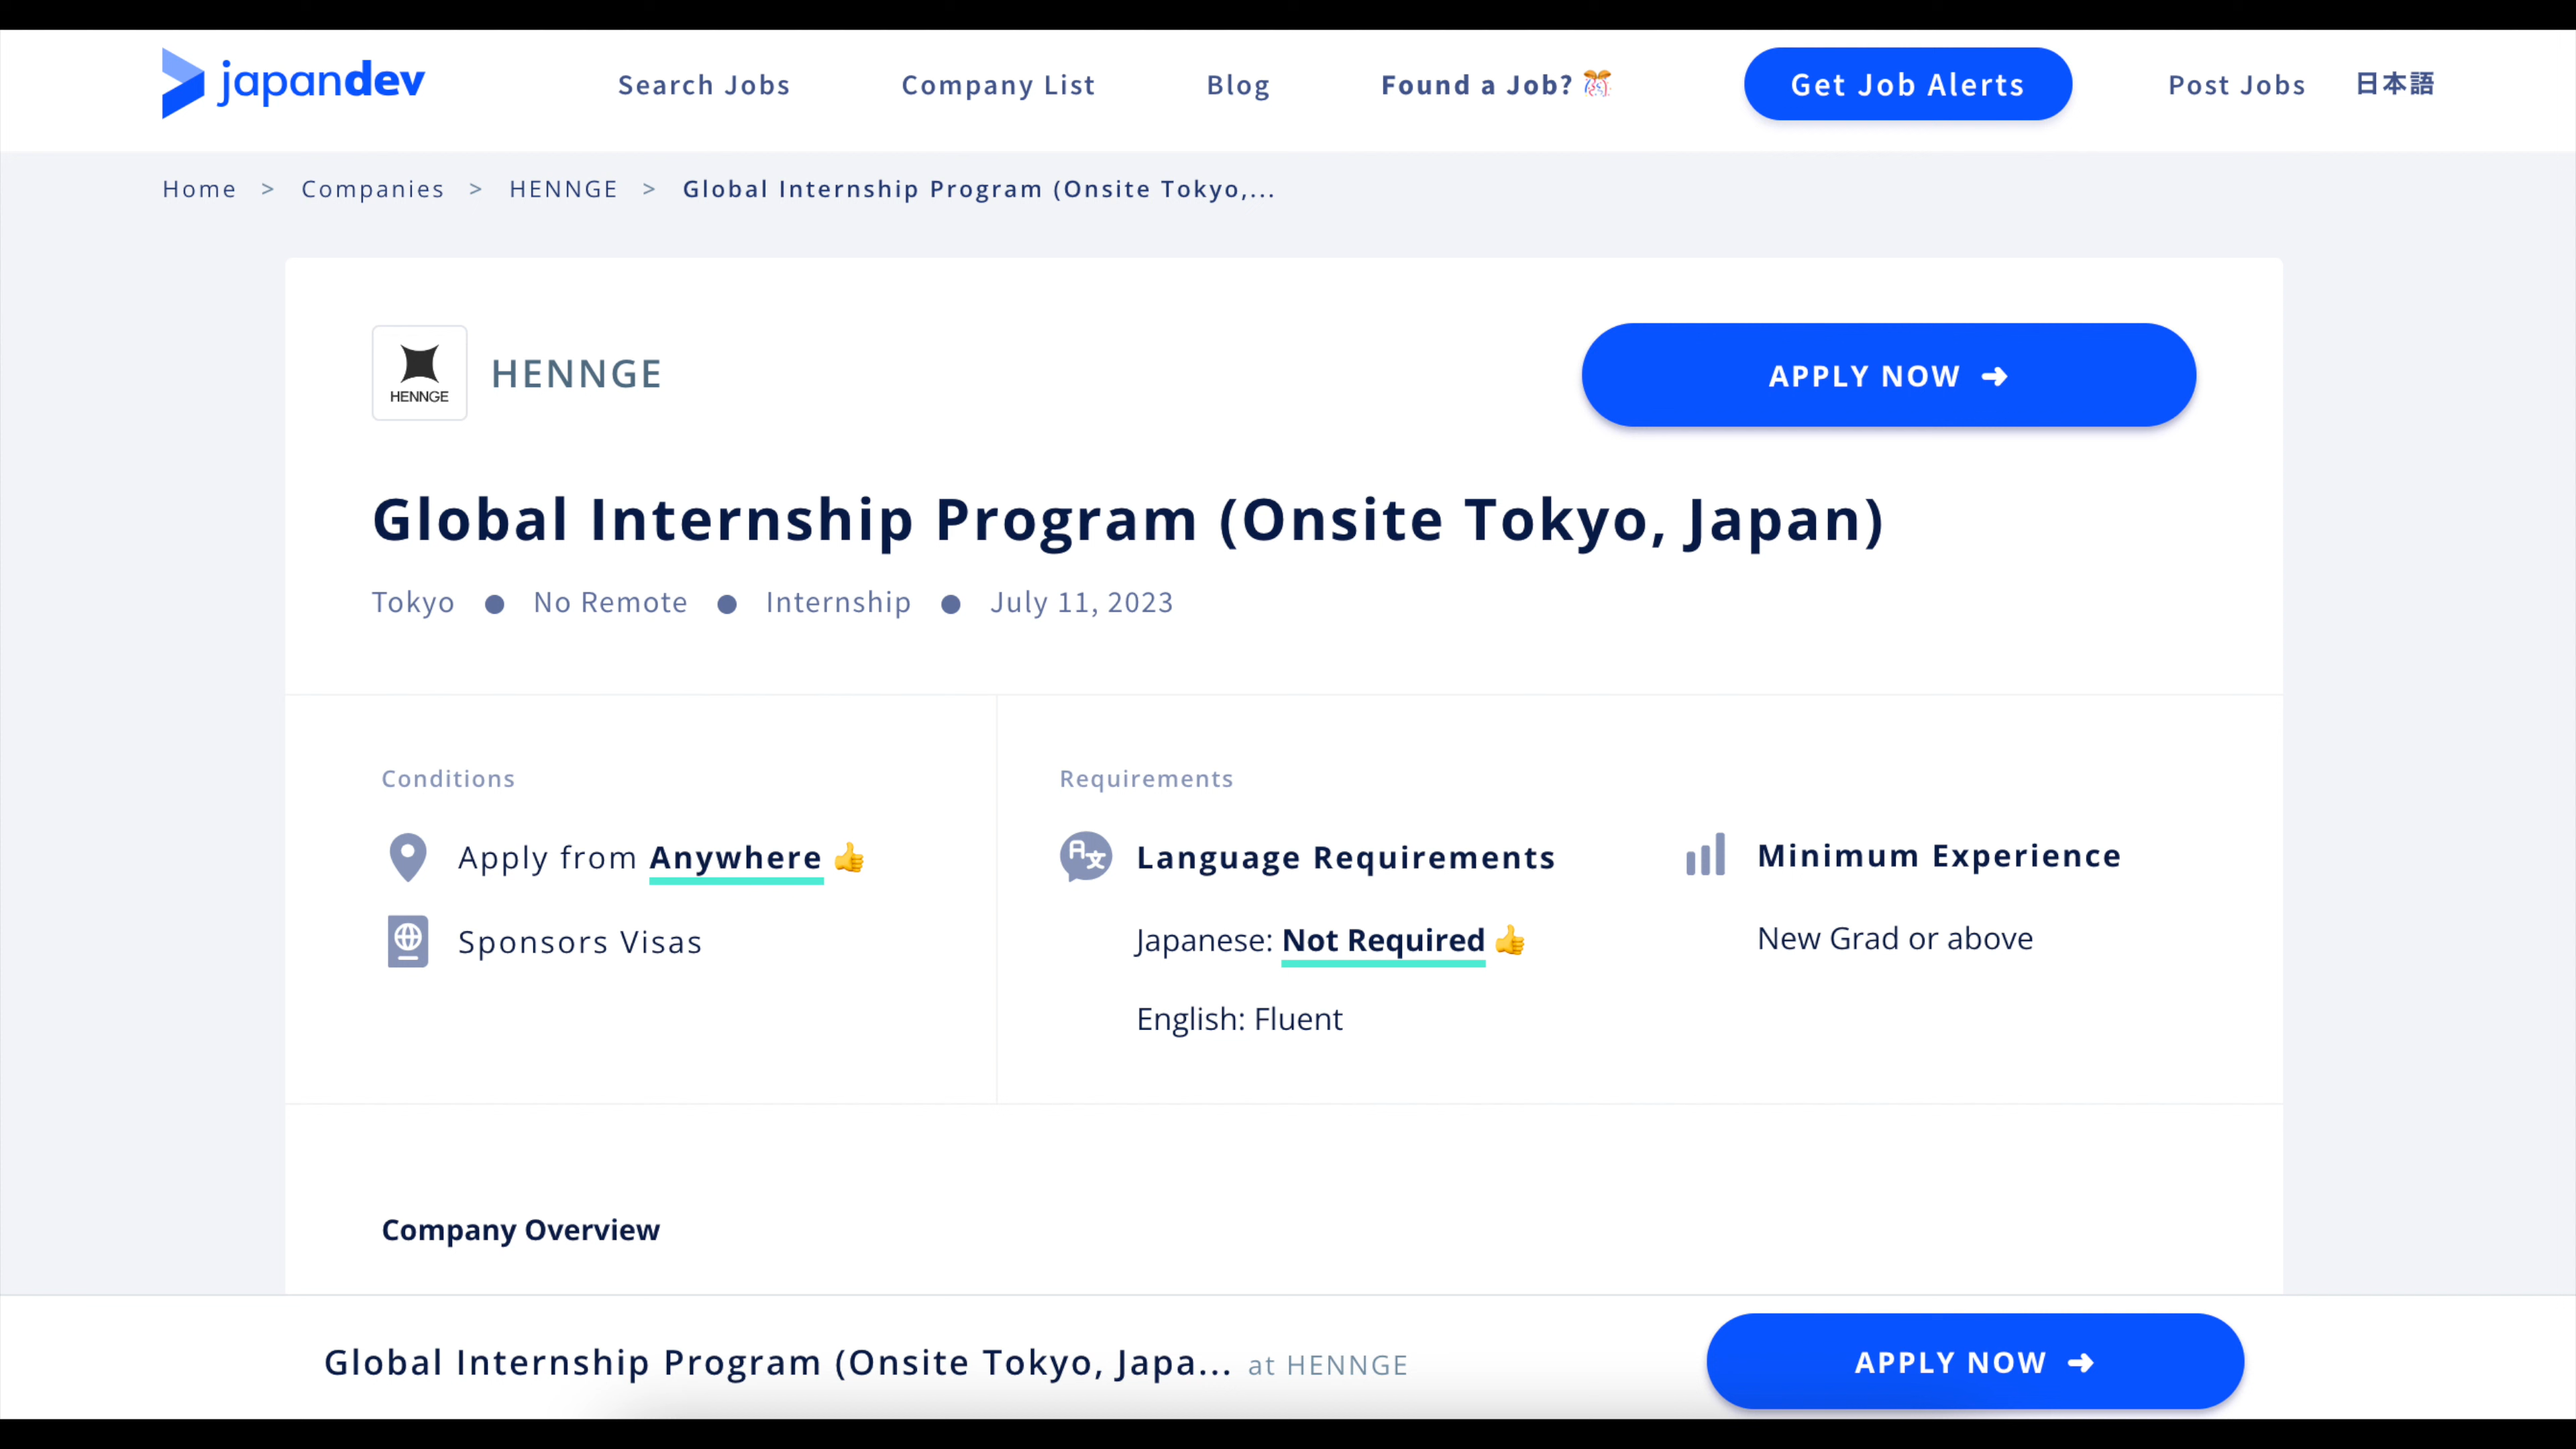 japandev Search Jobs Company List Blog Found a Job? Get Job Alerts Post Jobs 日本語
Home > Companies > HENNGE > Global Internship Program (Onsite Tokyo,...
HENNGE
HENNGE
APPLY NOW ➜
Global Internship Program (Onsite Tokyo, Japan)
Tokyo ● No Remote ● Internship ● July 11, 2023
Conditions
Apply from Anywhere 👍
Sponsors Visas
Requirements
Language Requirements
Japanese: Not Required 👍
English: Fluent
Minimum Experience
New Grad or above
Company Overview
Global Internship Program (Onsite Tokyo, Japa... at HENNGE
APPLY NOW ➜